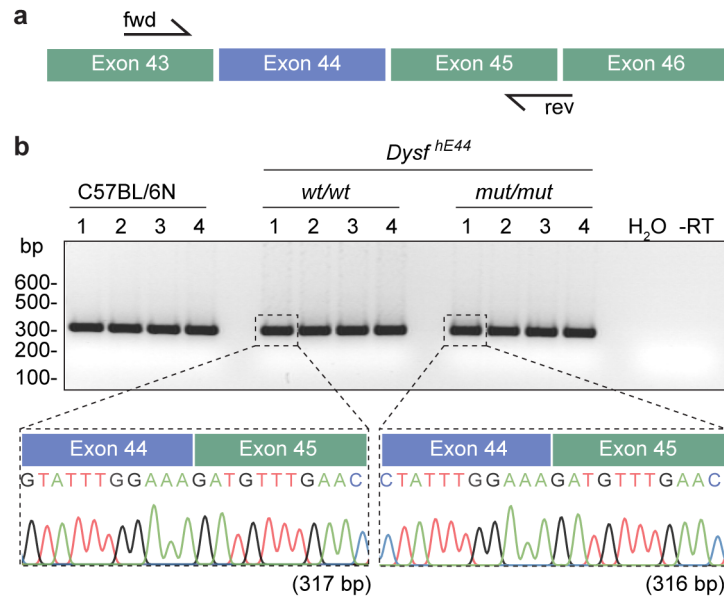 a
fwd
Exon 43 Exon 44 Exon 45 Exon 46
rev
b
Dysf hE44
C57BL/6N wt/wt mut/mut
1 2 3 4 1 2 3 4 1 2 3 4 H2O -RT
bp
600-
500-
300-
200-
100-
Exon 44 Exon 45 Exon 44 Exon 45
GTATTTGGAAAGATGTTTGAAC CTATTTGGAAAGATGTTTGAAC
(317 bp) (316 bp)